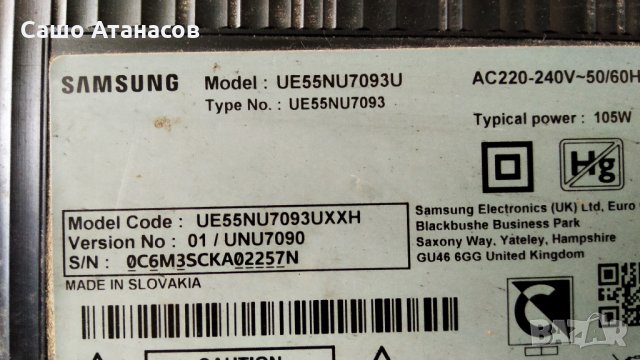 Сашо Атанасов
SAMSUNG
Model : UE55NU7093U
Type No. : UE55NU7093
AC220-240V~50/60H
Typical power : 105W
Hg
Model Code : UE55NU7093UXXH
Version No : 01 / UNU7090
S/N : 0C6M3SCKA02257N
MADE IN SLOVAKIA
Samsung Electronics (UK) Ltd, Euro
Blackbushe Business Park
Saxony Way, Yateley, Hampshire
GU46 6GG United Kingdom
bazar.bg